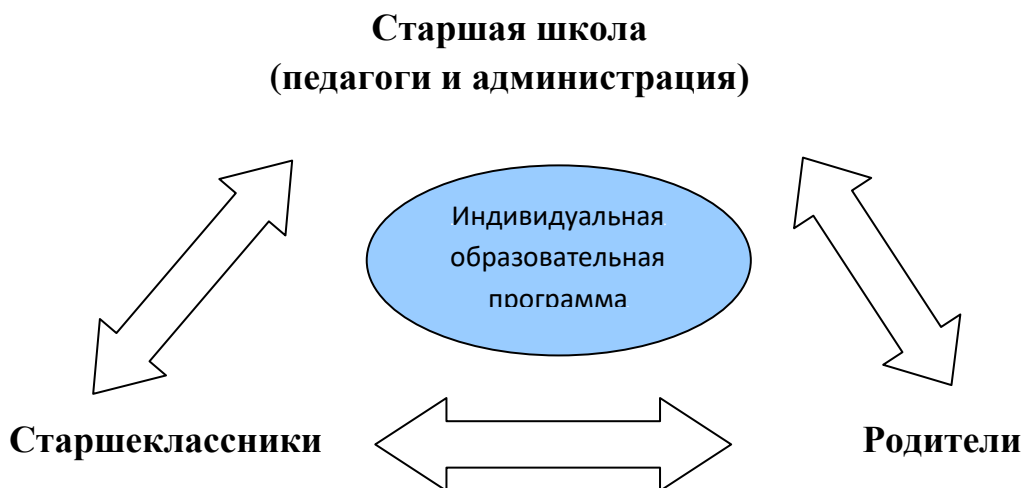 Старшая школа
(педагоги и администрация)
Индивидуальная
образовательная
программа
Старшеклассники
Родители